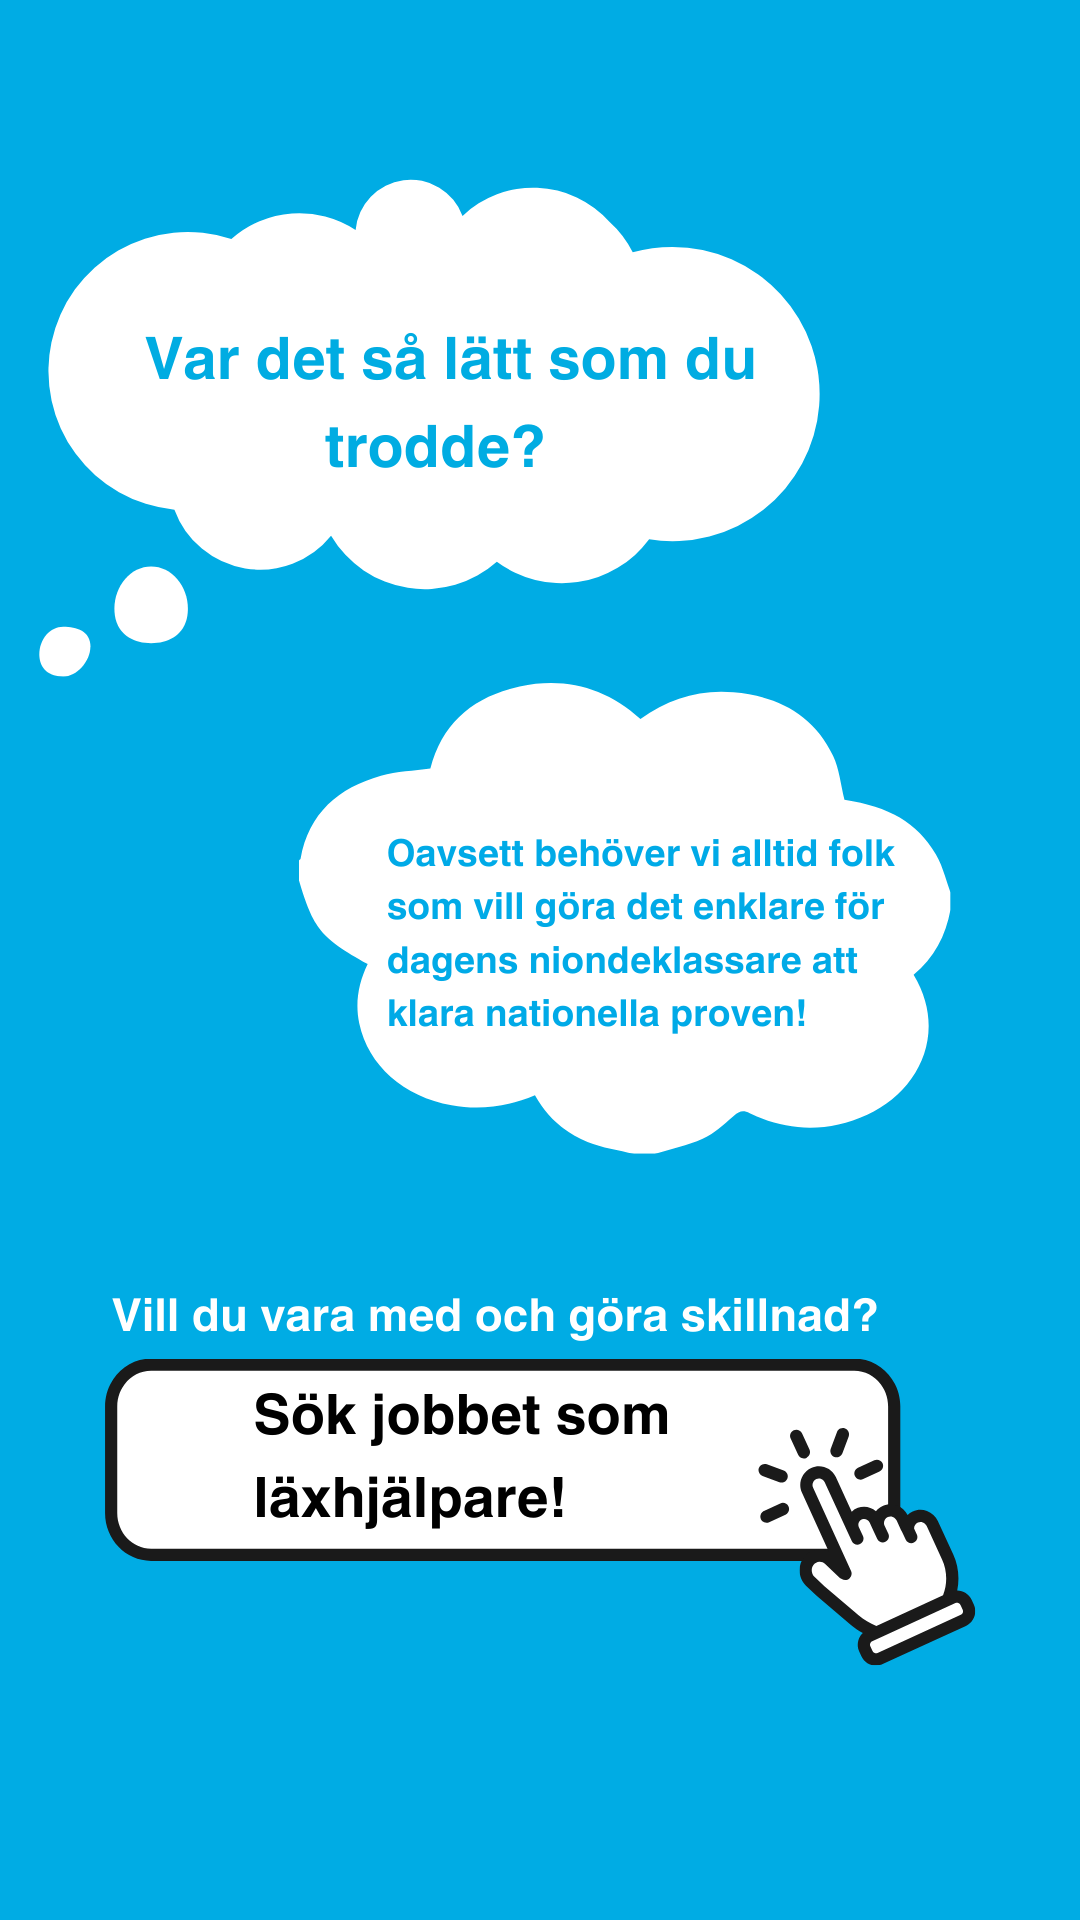 Var det så lätt som du
trodde?
Oavsett behöver vi alltid folk
som vill göra det enklare för
dagens niondeklassare att
klara nationella proven!
Vill du vara med och göra skillnad?
Sök jobbet som
läxhjälpare!